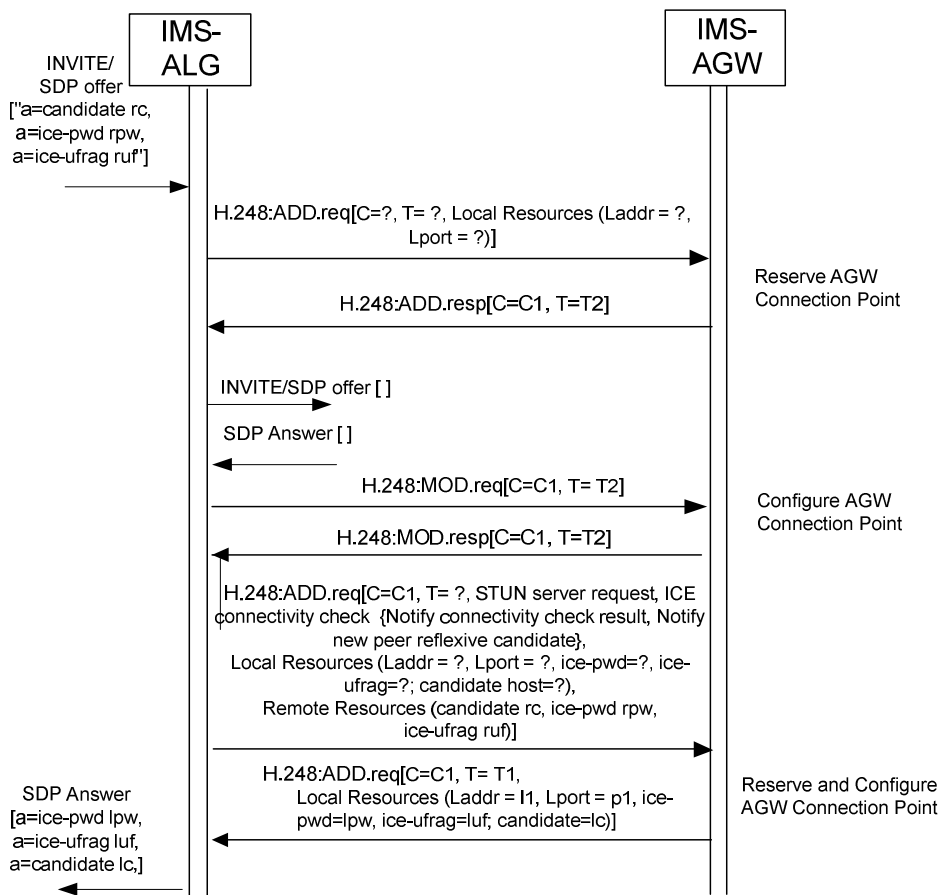 IMS-
ALG
IMS-
AGW
INVITE/
SDP offer
["a=candidate rc,
a=ice-pwd rpw,
a=ice-ufrag ruf"]
H.248:ADD.req[C=?, T= ?, Local Resources (Laddr = ?,
Lport = ?)]
Reserve AGW
Connection Point
H.248:ADD.resp[C=C1, T=T2]
INVITE/SDP offer [ ]
SDP Answer [ ]
H.248:MOD.req[C=C1, T= T2]
Configure AGW
Connection Point
H.248:MOD.resp[C=C1, T=T2]
H.248:ADD.req[C=C1, T= ?, STUN server request, ICE
connectivity check {Notify connectivity check result, Notify
new peer reflexive candidate},
Local Resources (Laddr = ?, Lport = ?, ice-pwd=?, ice-
ufrag=?; candidate host=?),
Remote Resources (candidate rc, ice-pwd rpw,
ice-ufrag ruf)]
H.248:ADD.req[C=C1, T= T1,
Local Resources (Laddr = l1, Lport = p1, ice-
pwd=lpw, ice-ufrag=luf; candidate=lc)]
Reserve and Configure
AGW Connection Point
SDP Answer
[a=ice-pwd lpw,
a=ice-ufrag luf,
a=candidate lc,]